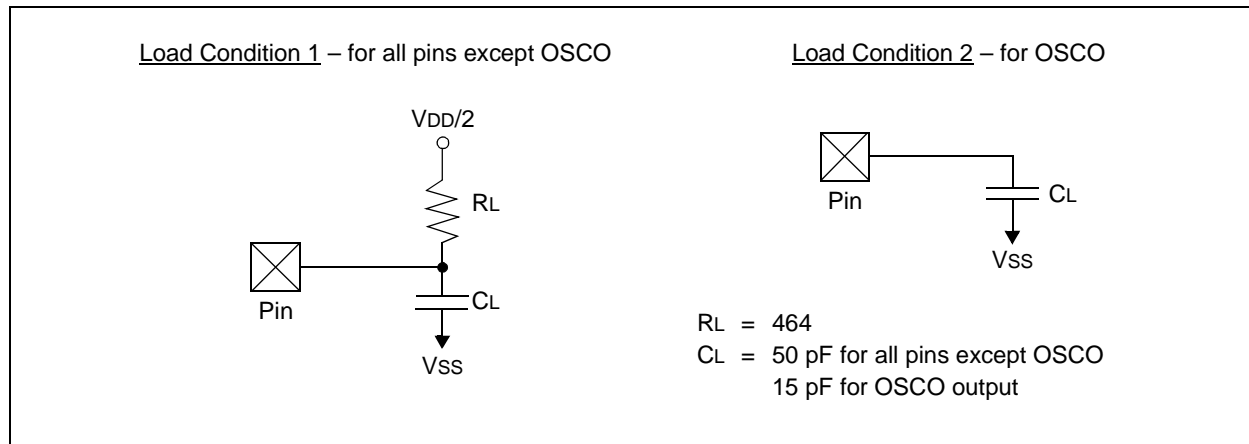 Load Condition 1 – for all pins except OSCO
VDD/2
RL
Pin
CL
VSS
Load Condition 2 – for OSCO
Pin
CL
VSS
RL = 464
CL = 50 pF for all pins except OSCO
15 pF for OSCO output